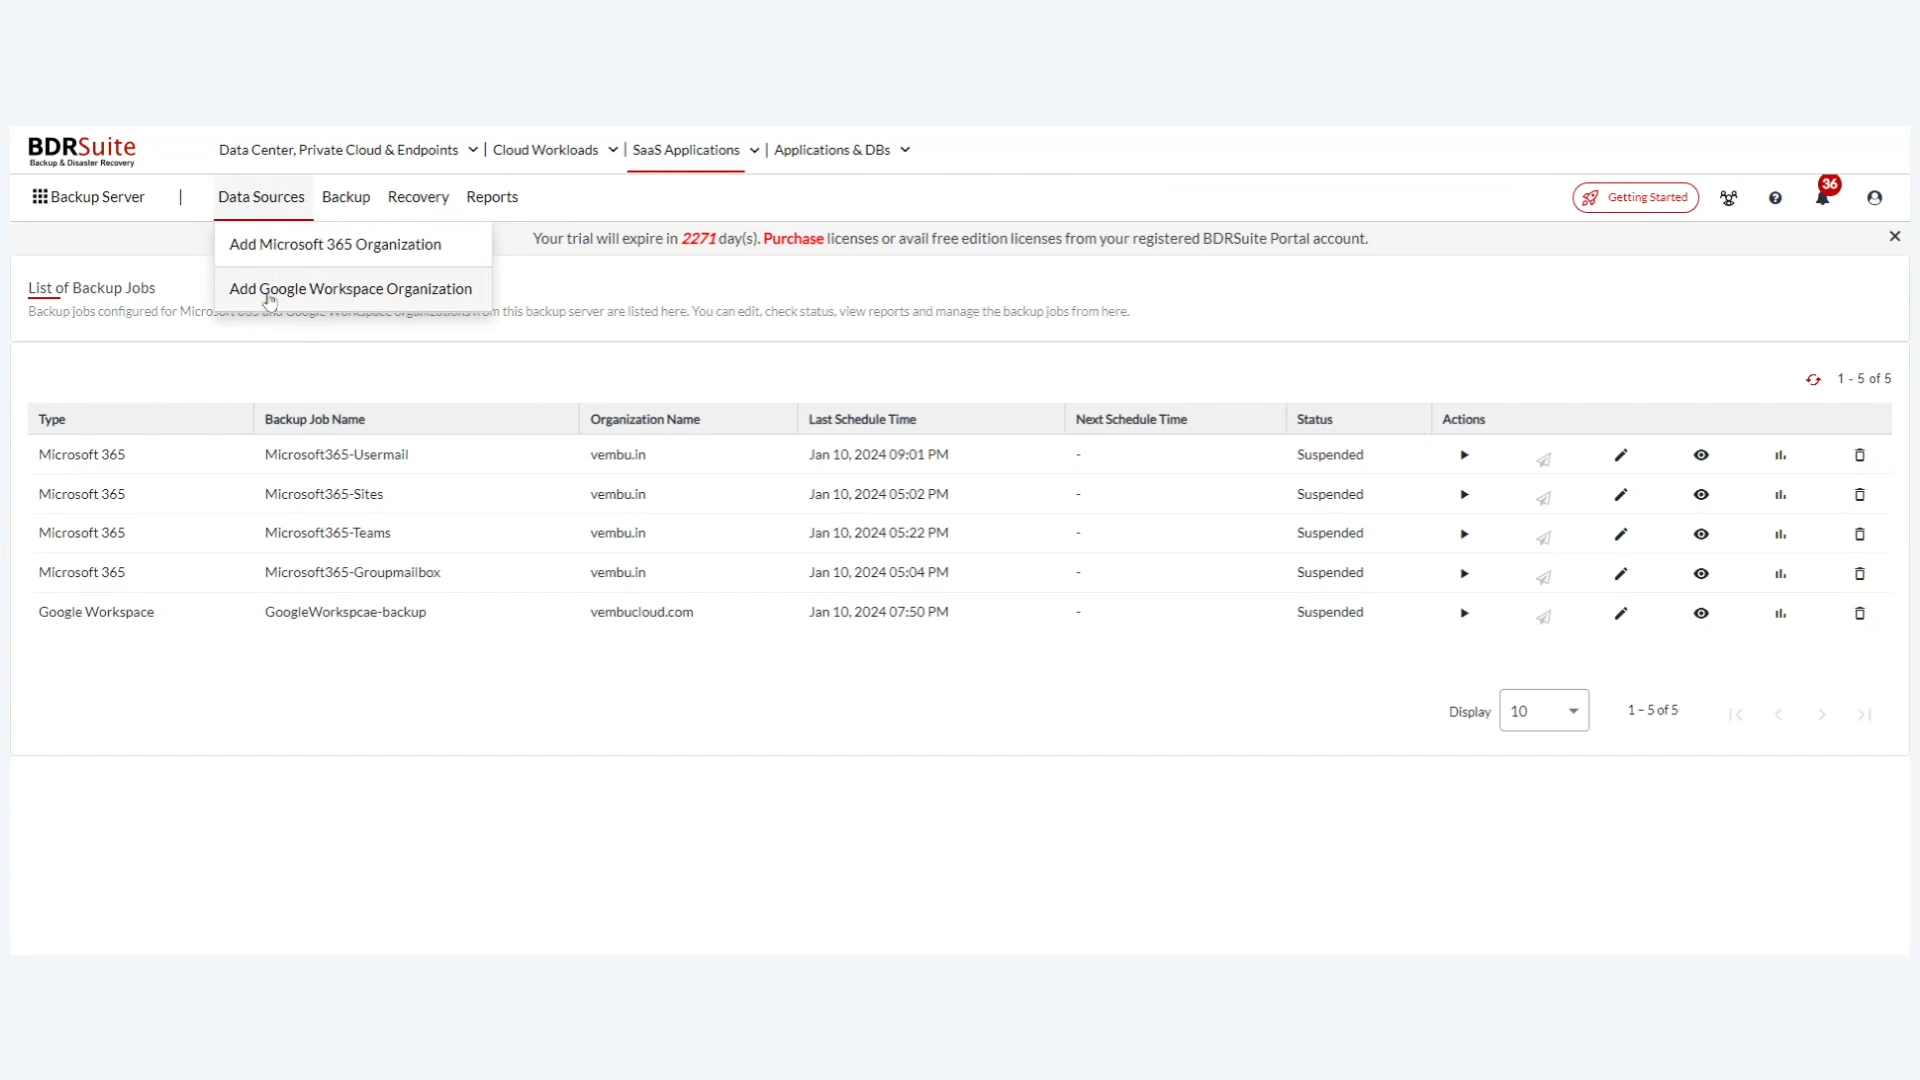 BDRSuite
Backup & Disaster Recovery
Data Center, Private Cloud & Endpoints | Cloud Workloads | SaaS Applications | Applications & DBs
Backup Server | Data Sources Backup Recovery Reports
Getting Started
36
Add Microsoft 365 Organization
Your trial will expire in 2271 day(s). Purchase licenses or avail free edition licenses from your registered BDRSuite Portal account.
List of Backup Jobs
Add Google Workspace Organization
Backup jobs configured for Microsoft 365 and Google Workspace organizations from this backup server are listed here. You can edit, check status, view reports and manage the backup jobs from here.
1 - 5 of 5
Type Backup Job Name Organization Name Last Schedule Time Next Schedule Time Status Actions
Microsoft 365 Microsoft365-Usermail vembu.in Jan 10, 2024 09:01 PM - Suspended
Microsoft 365 Microsoft365-Sites vembu.in Jan 10, 2024 05:02 PM - Suspended
Microsoft 365 Microsoft365-Teams vembu.in Jan 10, 2024 05:22 PM - Suspended
Microsoft 365 Microsoft365-Groupmailbox vembu.in Jan 10, 2024 05:04 PM - Suspended
Google Workspace GoogleWorkspcae-backup vembucloud.com Jan 10, 2024 07:50 PM - Suspended
Display 10 1 - 5 of 5